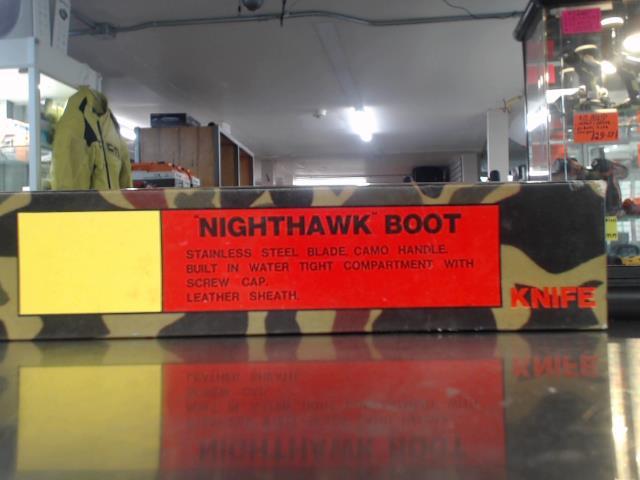 "NIGHTHAWK" BOOT
STAINLESS STEEL BLADE, CAMO HANDLE.
BUILT IN WATER TIGHT COMPARTMENT WITH
SCREW CAP.
LEATHER SHEATH.
KNIFE